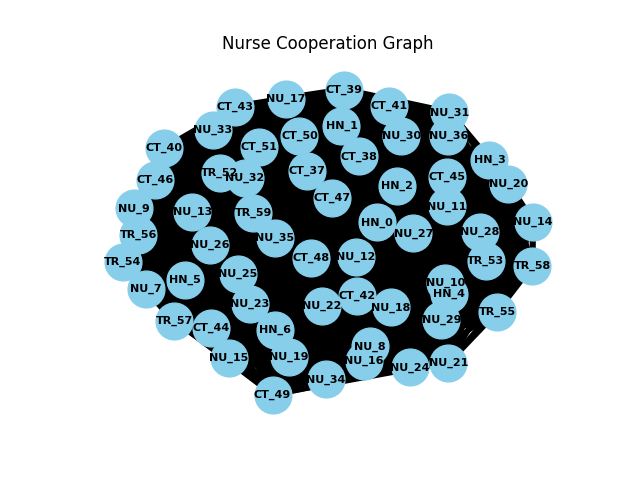 Nurse Cooperation Graph
CT_39
NU_17
CT_43
CT_41
NU_31
HN_1
NU_33
CT_50
NU_30
NU_36
CT_40
CT_51
CT_38
HN_3
CT_46
TR_52
NU_32
CT_37
HN_2
CT_45
NU_20
CT_47
NU_9
NU_13
TR_59
NU_11
HN_0
NU_14
TR_56
NU_35
NU_27
NU_28
NU_26
TR_54
CT_48
NU_12
TR_53
TR_58
HN_5
NU_25
NU_7
NU_10
HN_4
CT_42
NU_23
NU_22
NU_18
TR_55
TR_57
CT_44
HN_6
NU_29
NU_8
NU_15
NU_19
NU_16
NU_24
NU_21
NU_34
CT_49